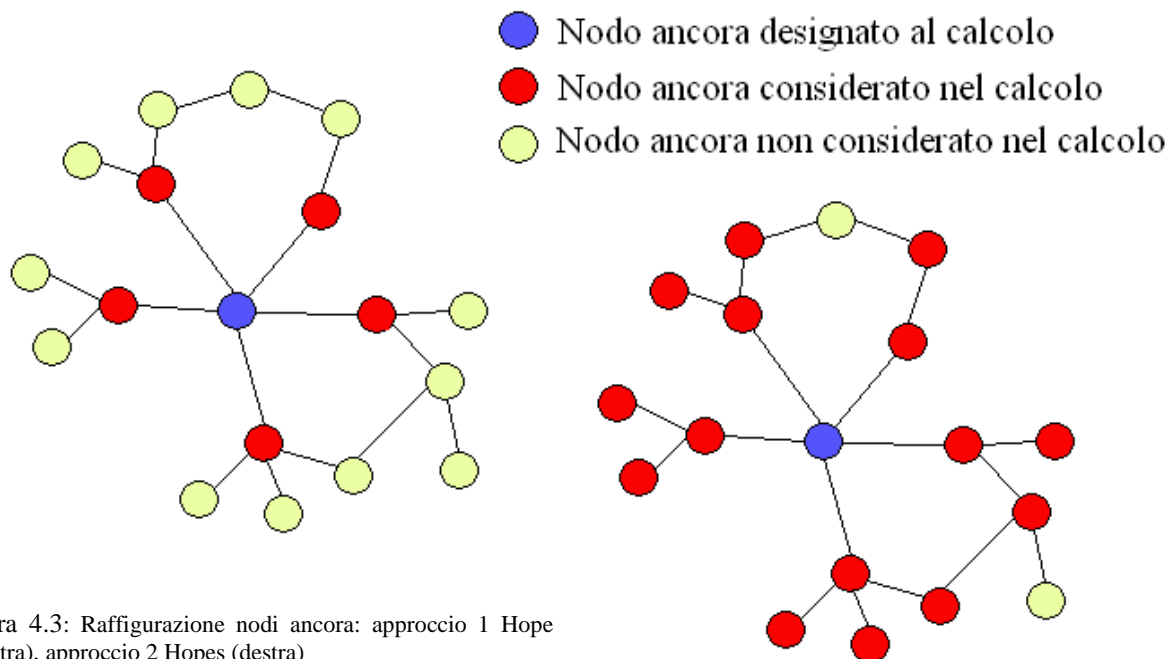 Nodo ancora designato al calcolo
Nodo ancora considerato nel calcolo
Nodo ancora non considerato nel calcolo
ra 4.3: Raffigurazione nodi ancora: approccio 1 Hope
tra), approccio 2 Hopes (destra)